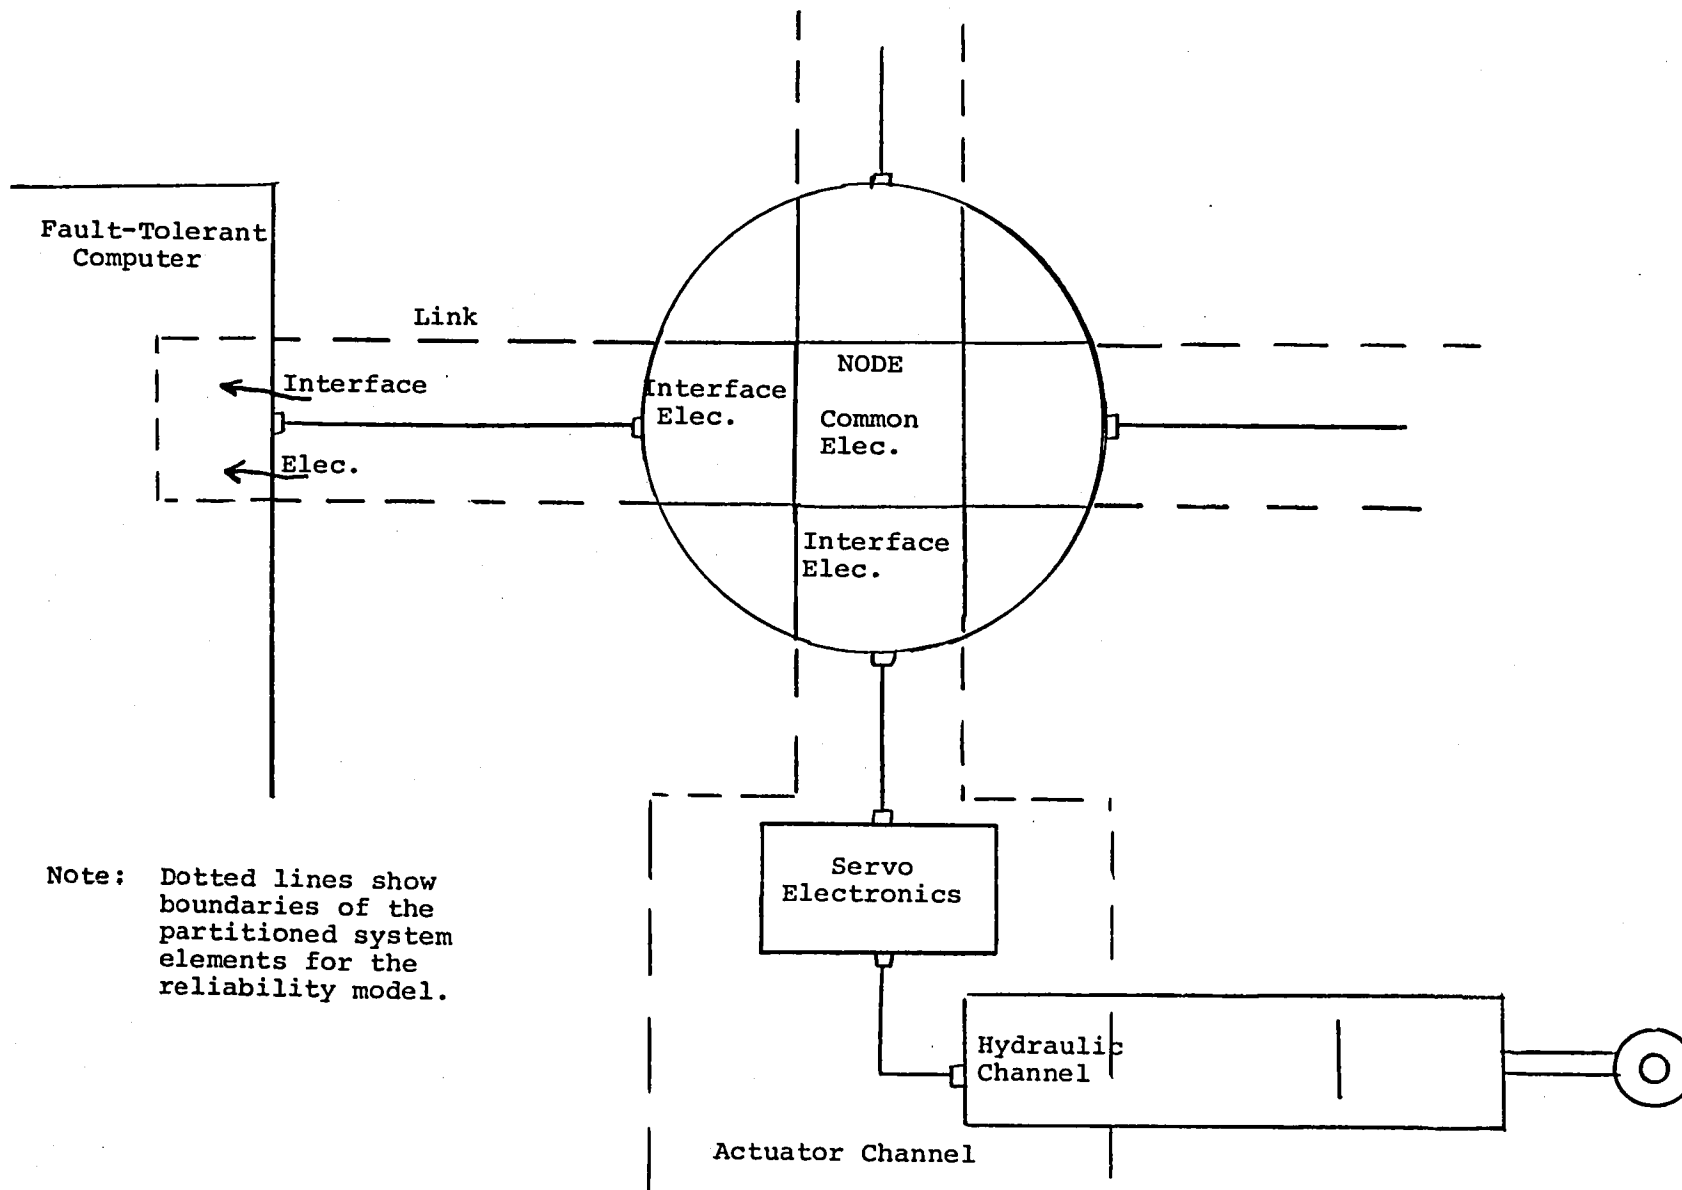 Fault-Tolerant
Computer
Link
Interface
Elec.
Interface
Elec.
NODE
Common
Elec.
Interface
Elec.
Servo
Electronics
Note: Dotted lines show
boundaries of the
partitioned system
elements for the
reliability model.
Hydraulic
Channel
Actuator Channel